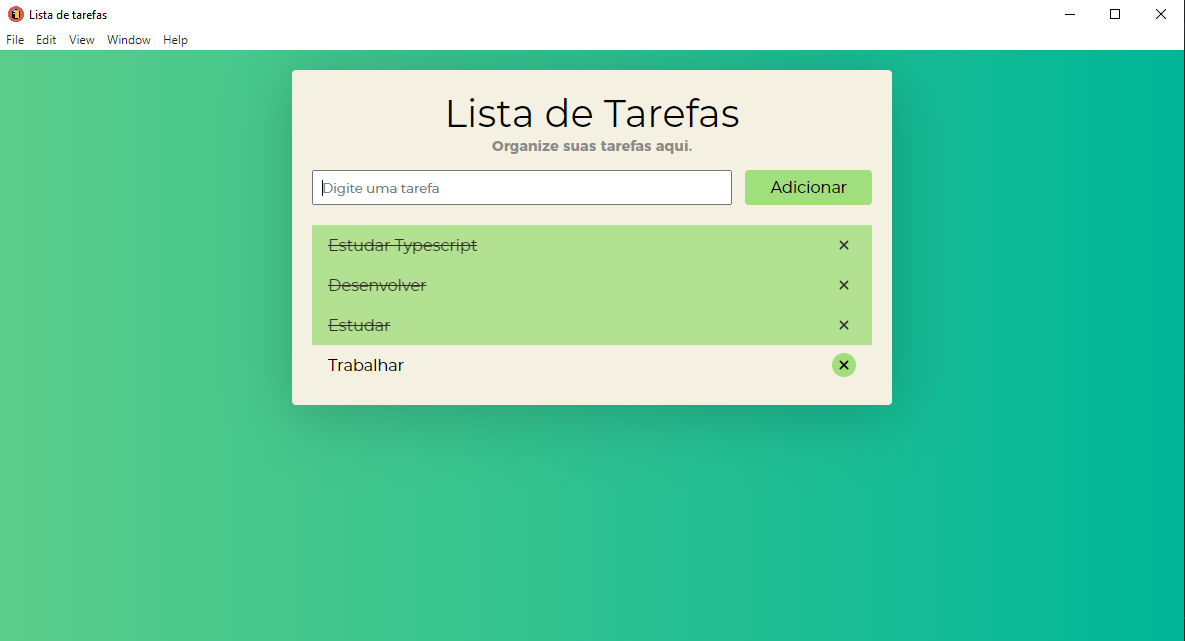 Lista de tarefas
File Edit View Window Help
Lista de Tarefas
Organize suas tarefas aqui.
Digite uma tarefa
Adicionar
Estudar Typescript
Desenvolver
Estudar
Trabalhar